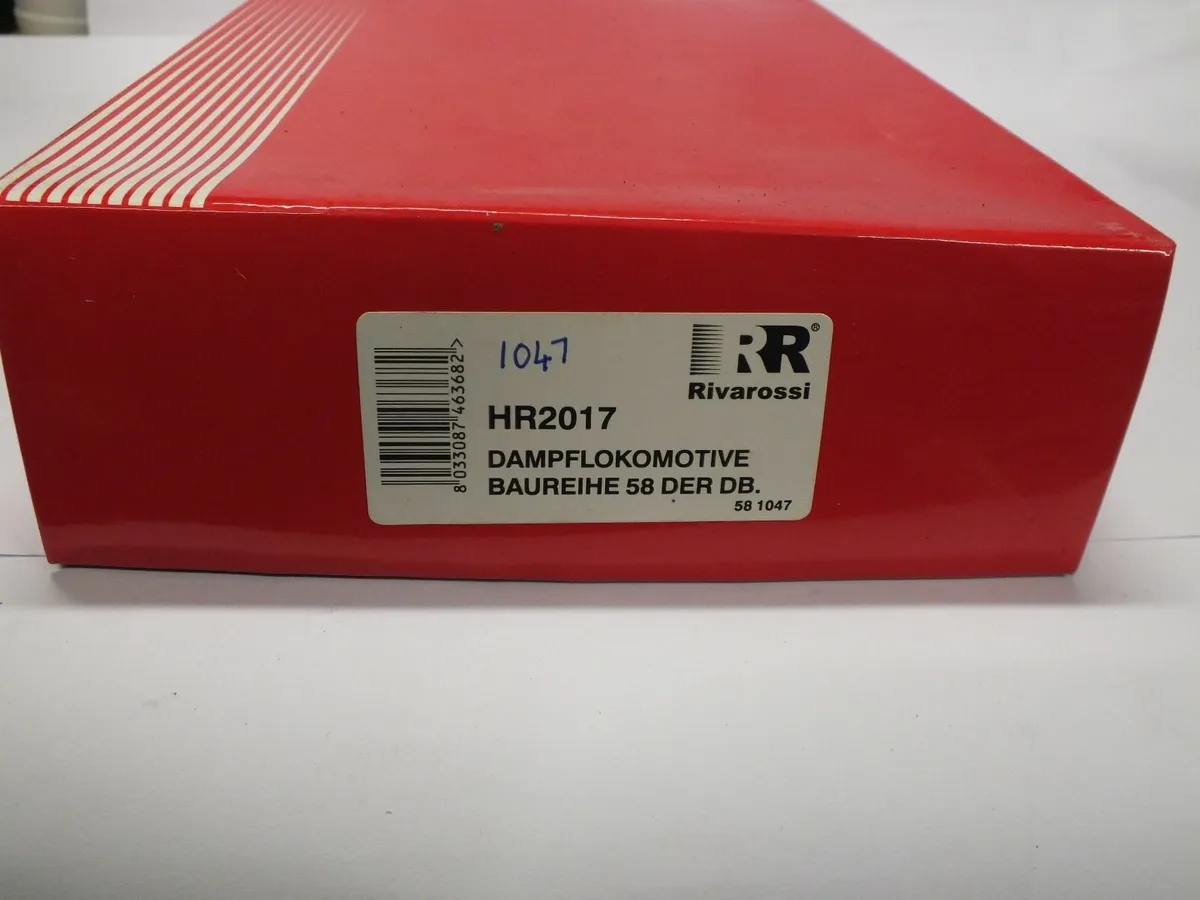 1047
RR®
Rivarossi
HR2017
DAMPFLOKOMOTIVE
BAUREIHE 58 DER DB.
58 1047
8 033087 463682 >